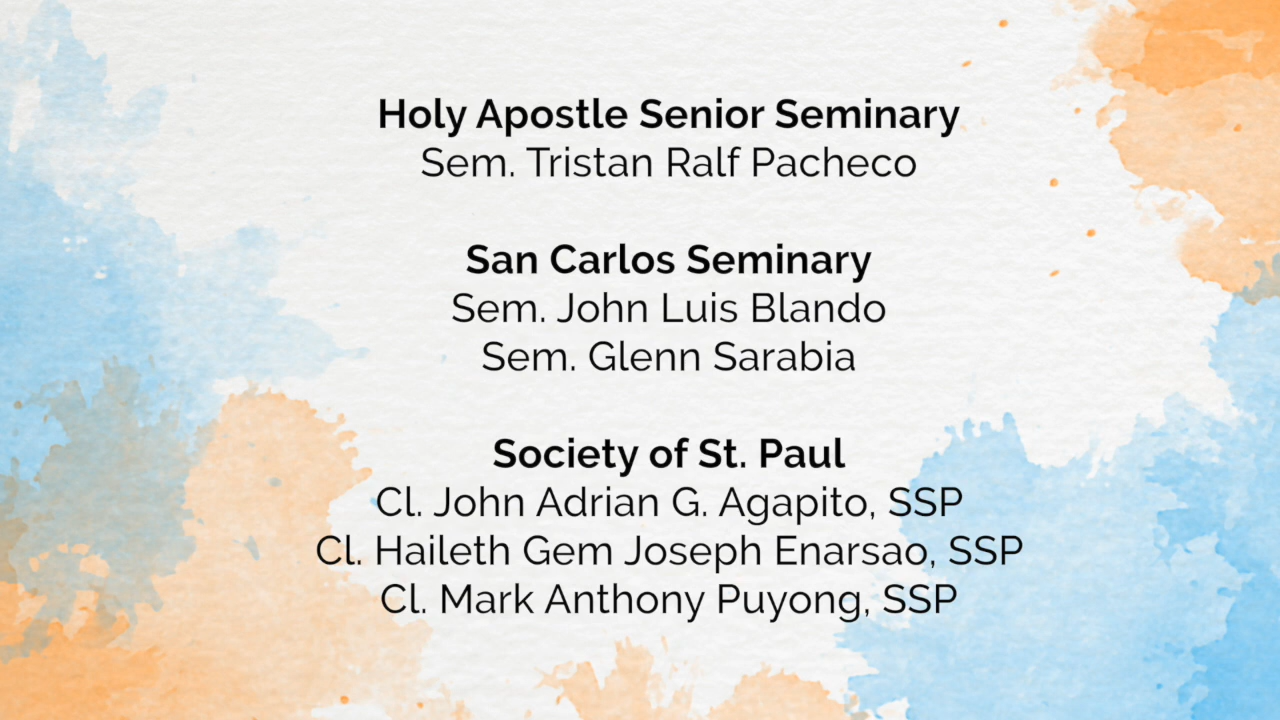 Holy Apostle Senior Seminary
Sem. Tristan Ralf Pacheco
San Carlos Seminary
Sem. John Luis Blando
Sem. Glenn Sarabia
Society of St. Paul
Cl. John Adrian G. Agapito, SSP
Cl. Haileth Gem Joseph Enarsao, SSP
Cl. Mark Anthony Puyong, SSP